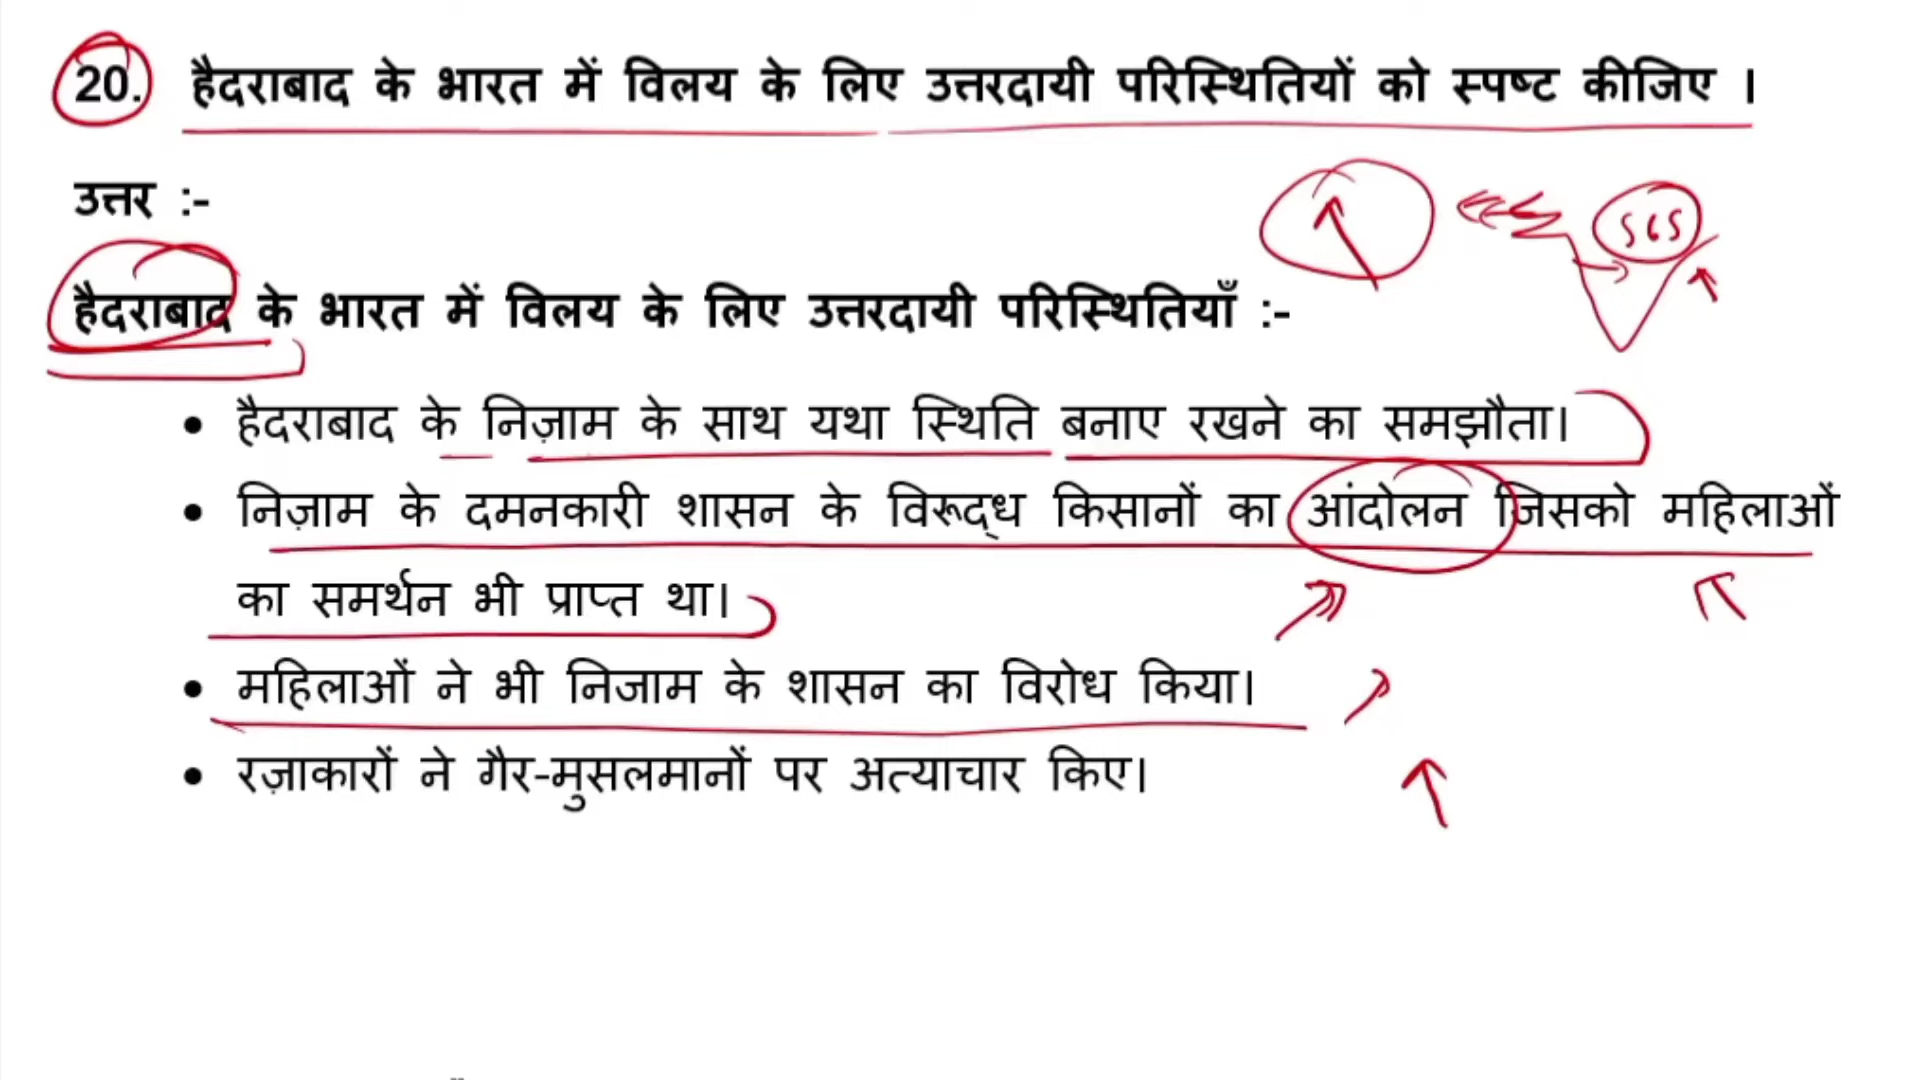 20. हैदराबाद के भारत में विलय के लिए उत्तरदायी परिस्थितियों को स्पष्ट कीजिए ।
उत्तर :-
565
हैदराबाद के भारत में विलय के लिए उत्तरदायी परिस्थितियाँ :-
• हैदराबाद के निज़ाम के साथ यथा स्थिति बनाए रखने का समझौता।
• निज़ाम के दमनकारी शासन के विरूद्ध किसानों का आंदोलन जिसको महिलाओं
का समर्थन भी प्राप्त था।
• महिलाओं ने भी निजाम के शासन का विरोध किया।
• रज़ाकारों ने गैर-मुसलमानों पर अत्याचार किए।